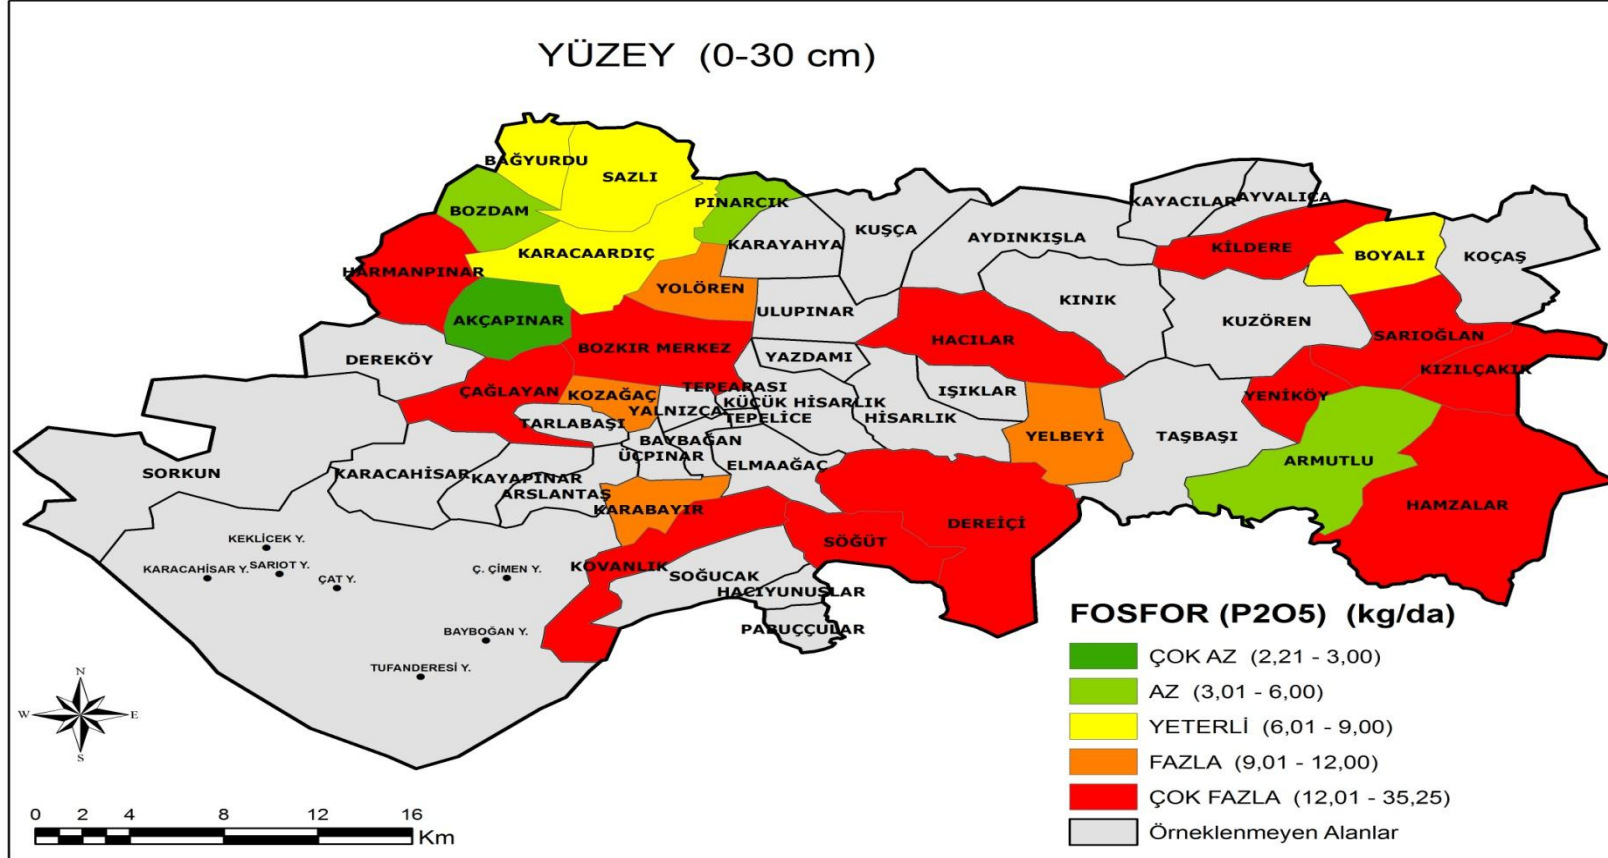 YÜZEY (0-30 cm)
BAĞYURDU
SAZLI
BOZDAM
PINARCIK
KAYACILAR
AYVALICA
KUŞÇA
KARAYAHYA
AYDINKIŞLA
KİLDERE
BOYALI
KOÇAŞ
KARACAARDIÇ
HARMANPINAR
YOLÖREN
KINIK
ULUPINAR
AKÇAPINAR
KUZÖREN
SARIOĞLAN
HACILAR
BOZKIR MERKEZ
YAZDAMI
DEREKÖY
KIZILÇAKIR
ÇAĞLAYAN
KOZAĞAÇ
TEPEARASI
IŞIKLAR
YENİKÖY
KÜÇÜK HİSARLIK
YALNIZCA
TEPELİCE
HİSARLIK
TARLABAŞI
YELBEYİ
TAŞBAŞI
BAYBAĞAN
ÜÇPINAR
ELMAAĞAÇ
ARMUTLU
SORKUN
KARACAHİSAR
KAYAPINAR
ARSLANTAŞ
KARABAYIR
HAMZALAR
DEREİÇİ
SÖĞÜT
KEKLİCEK Y.
KARACAHİSAR Y.
SARIOT Y.
ÇAT Y.
Ç. ÇİMEN Y.
KOVANLIK
SOĞUCAK
HACIYUNUSLAR
PABUÇÇULAR
BAYBOĞAN Y.
TUFANDERESİ Y.
N
W
E
S
FOSFOR (P2O5) (kg/da)
ÇOK AZ (2,21 - 3,00)
AZ (3,01 - 6,00)
YETERLİ (6,01 - 9,00)
FAZLA (9,01 - 12,00)
ÇOK FAZLA (12,01 - 35,25)
Örneklenmeyen Alanlar
0 2 4 8 12 16
Km